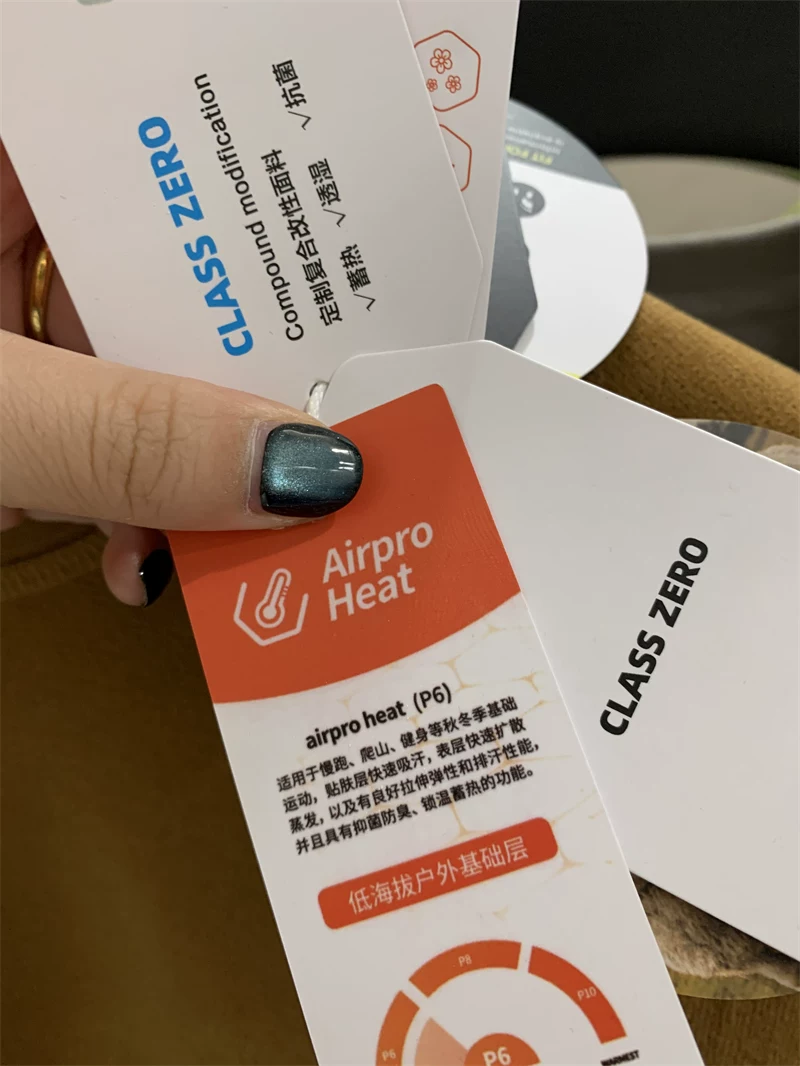 CLASS ZERO
Compound modification
定制复合改性面料
✓蓄热 ✓透湿 ✓抗菌
FIT FO
CLASS ZERO
Airpro
Heat
airpro heat (P6)
适用于慢跑、爬山、健身等秋冬季基础
运动，贴肤层快速吸汗，表层快速扩散
蒸发，以及有良好拉伸弹性和排汗性能，
并且具有抑菌防臭、锁温蓄热的功能。
低海拔户外基础层
P6
P8
P10
P6
WARMEST